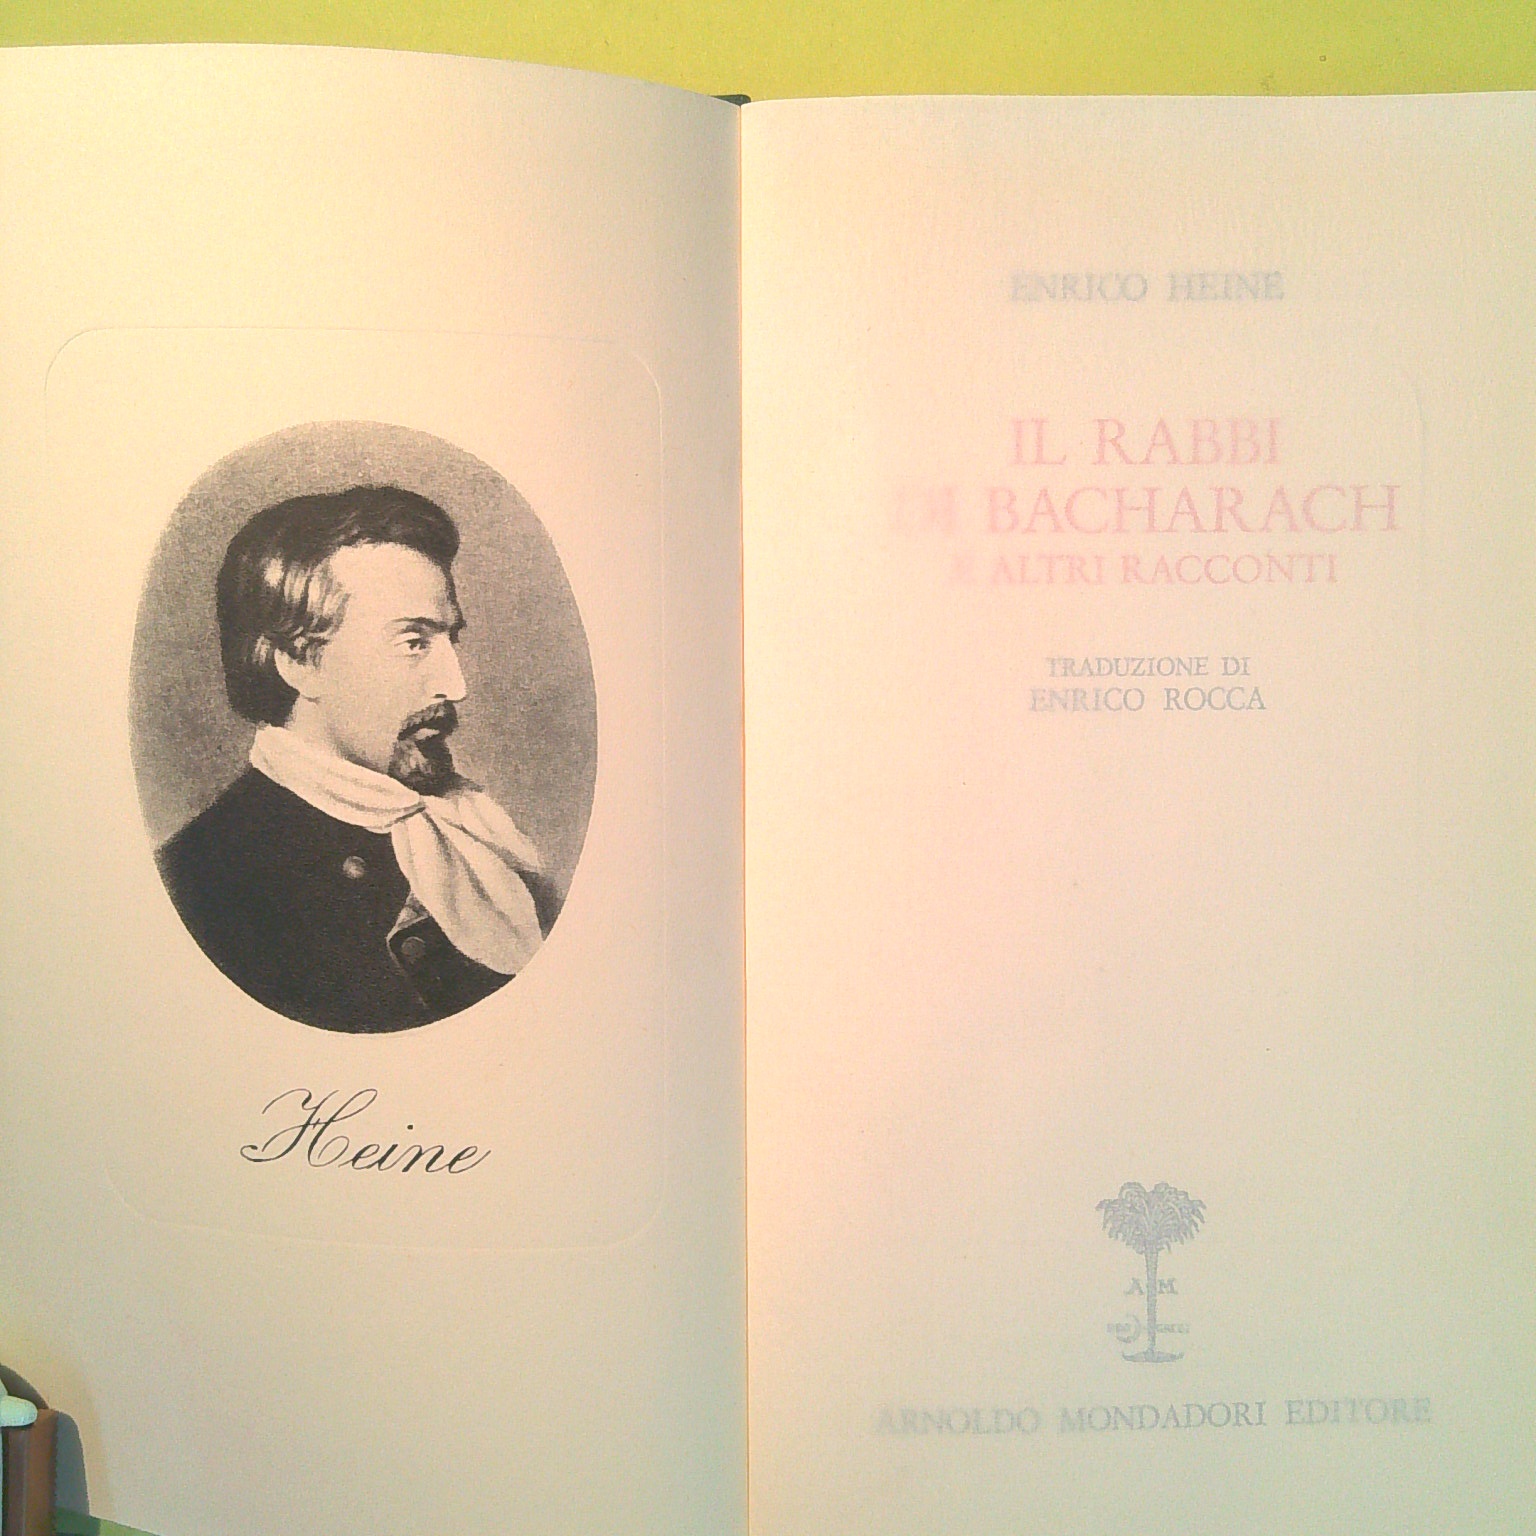 Heine
ENRICO HEINE
IL RABBI
DI BACHARACH
E ALTRI RACCONTI
TRADUZIONE DI
ENRICO ROCCA
A M
ARNOLDO MONDADORI EDITORE